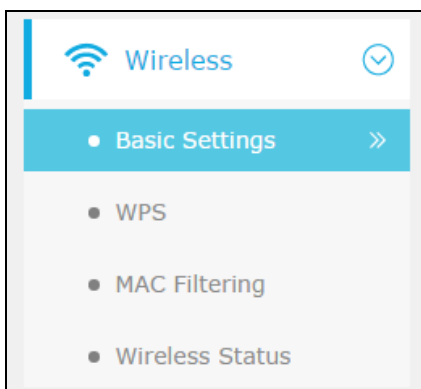 Wireless
Basic Settings
WPS
MAC Filtering
Wireless Status